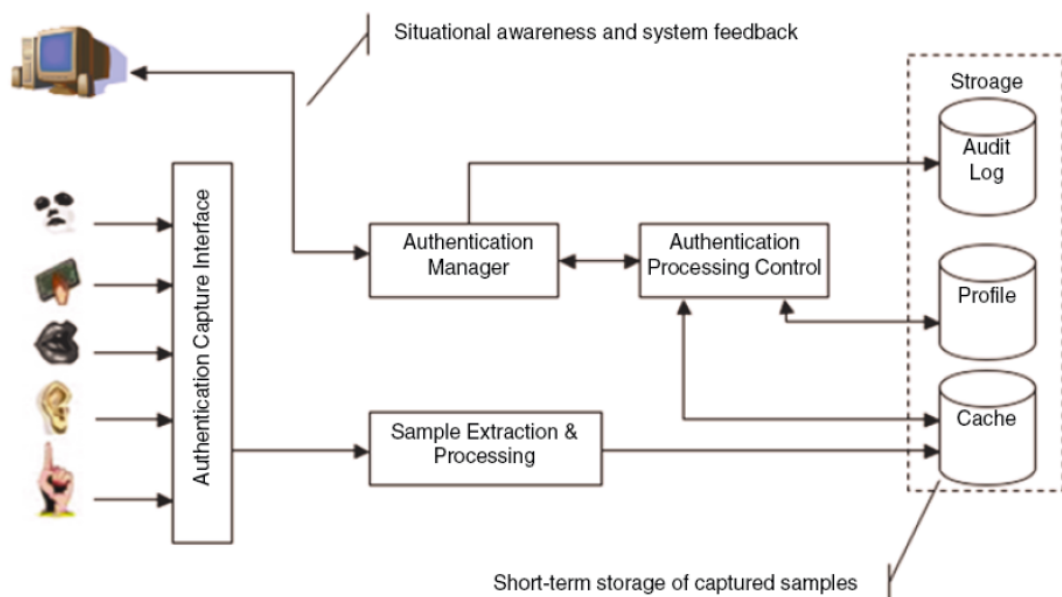 Situational awareness and system feedback
Stroage
Audit
Log
Authentication Capture Interface
Authentication
Manager
Authentication
Processing Control
Profile
Cache
Sample Extraction &
Processing
Short-term storage of captured samples